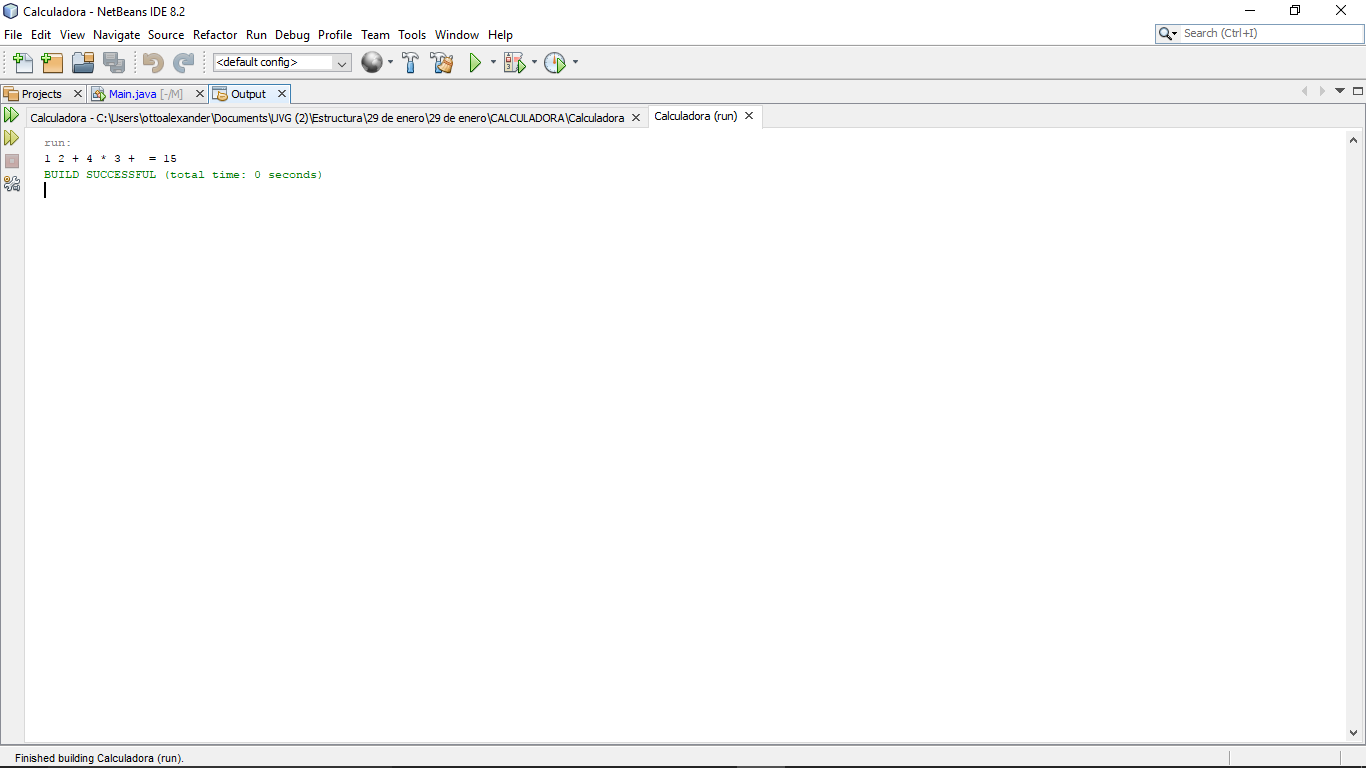 Calculadora - NetBeans IDE 8.2
File Edit View Navigate Source Refactor Run Debug Profile Team Tools Window Help
Search (Ctrl+I)
<default config>
Projects Main.java [-/M] Output
Calculadora - C:\Users\ottoalexander\Documents\UVG (2)\Estructura\29 de enero\29 de enero\CALCULADORA\Calculadora Calculadora (run)
run:
1 2 + 4 * 3 +  = 15
BUILD SUCCESSFUL (total time: 0 seconds)
Finished building Calculadora (run).